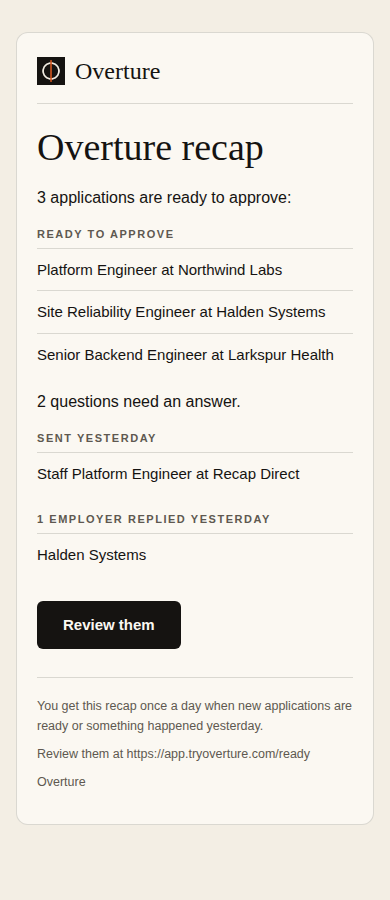 Overture
Overture recap
3 applications are ready to approve:
READY TO APPROVE
Platform Engineer at Northwind Labs
Site Reliability Engineer at Halden Systems
Senior Backend Engineer at Larkspur Health
2 questions need an answer.
SENT YESTERDAY
Staff Platform Engineer at Recap Direct
1 EMPLOYER REPLIED YESTERDAY
Halden Systems
Review them
You get this recap once a day when new applications are
ready or something happened yesterday.
Review them at https://app.tryoverture.com/ready
Overture